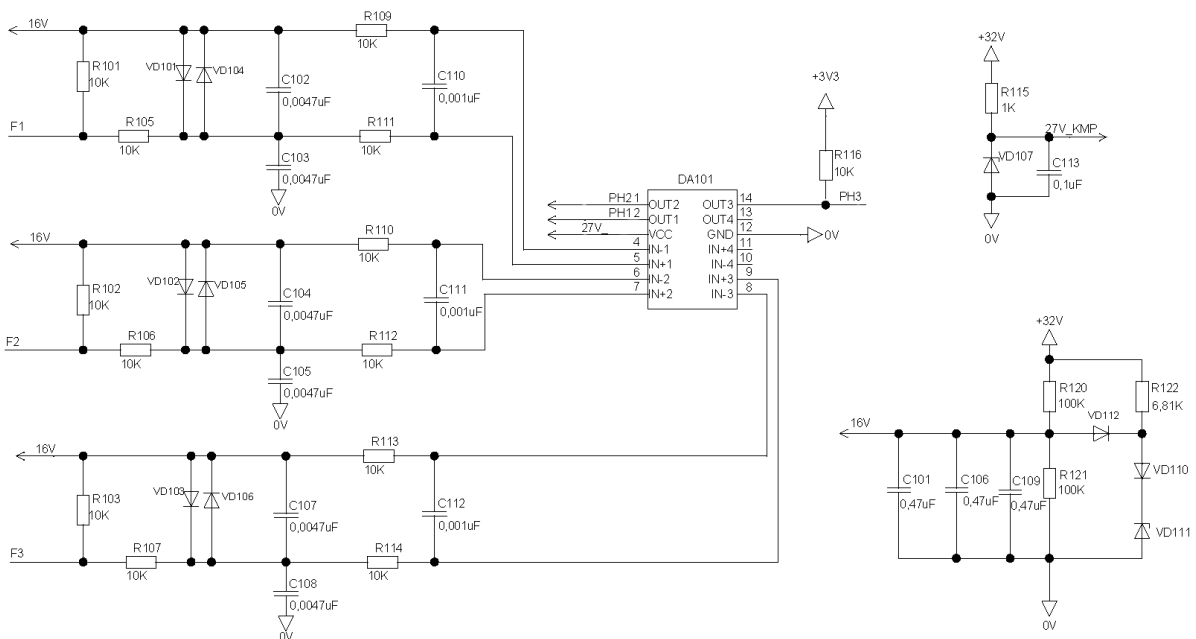 16V
R109
10K
R101
10K
VD101
VD104
C102
0,0047uF
C110
0,001uF
F1
R105
10K
R111
10K
C103
0,0047uF
0V
16V
R110
10K
R102
10K
VD102
VD105
C104
0,0047uF
C111
0,001uF
F2
R106
10K
R112
10K
C105
0,0047uF
0V
16V
R113
10K
R103
10K
VD103
VD106
C107
0,0047uF
C112
0,001uF
F3
R107
10K
R114
10K
C108
0,0047uF
0V
+3V3
R116
10K
DA101
PH21 OUT2 OUT3 14 PH3
PH12 OUT1 OUT4 13
27V_ VCC GND 12 0V
4 IN-1 IN+4 11
5 IN+1 IN-4 10
6 IN-2 IN+3 9
7 IN+2 IN-3 8
+32V
R115
1K
27V_KMP
VD107
C113
0,1uF
0V
+32V
R120
100K
R122
6,81K
VD112
16V
C101
0,47uF
C106
0,47uF
C109
0,47uF
R121
100K
VD110
VD111
0V